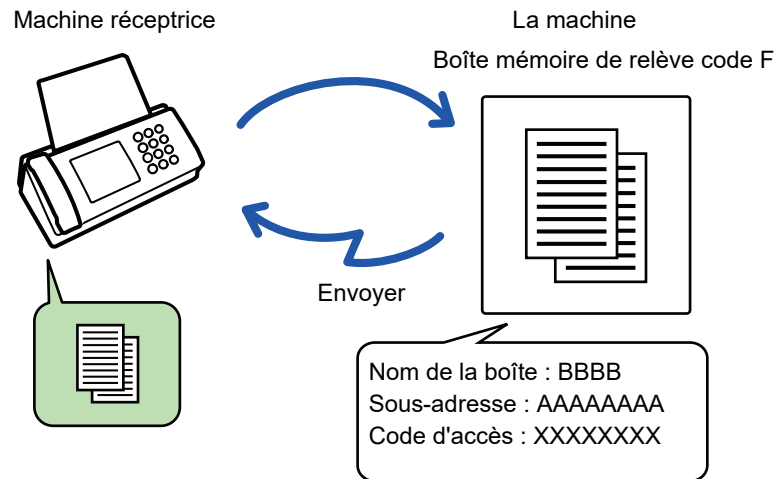 Machine réceptrice
La machine
Boîte mémoire de relève code F
Envoyer
Nom de la boîte : BBBB
Sous-adresse : AAAAAAAA
Code d'accès : XXXXXXXX